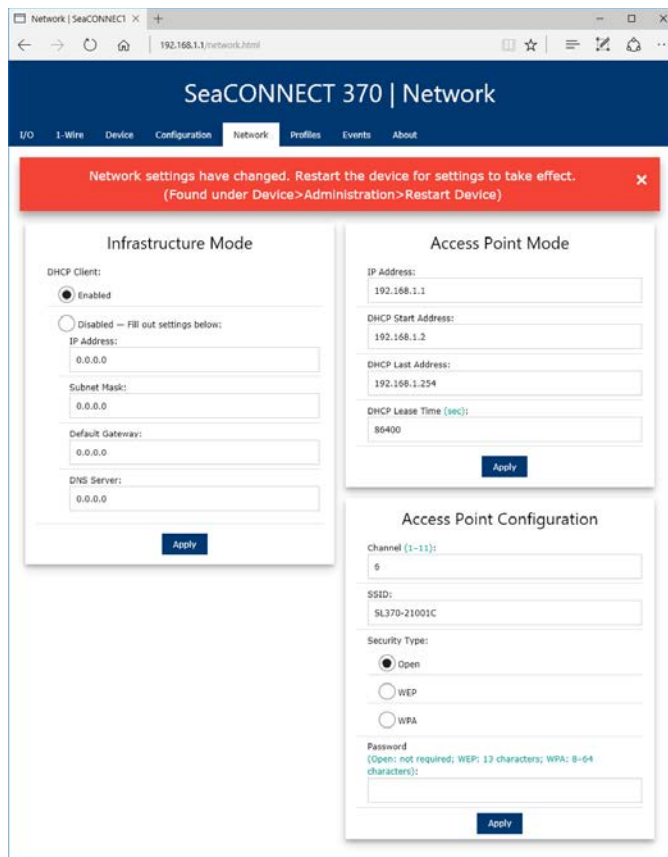 Network | SeaCONNECT
192.168.1.1/network.html
SeaCONNECT 370 | Network
I/O 1-Wire Device Configuration Network Profiles Events About
Network settings have changed. Restart the device for settings to take effect.
(Found under Device>Administration>Restart Device)
Infrastructure Mode
DHCP Client:
Enabled
Disabled — Fill out settings below:
IP Address:
0.0.0.0
Subnet Mask:
0.0.0.0
Default Gateway:
0.0.0.0
DNS Server:
0.0.0.0
Apply
Access Point Mode
IP Address:
192.168.1.1
DHCP Start Address:
192.168.1.2
DHCP Last Address:
192.168.1.254
DHCP Lease Time (sec):
86400
Apply
Access Point Configuration
Channel (1-11):
6
SSID:
SL370-21001C
Security Type:
Open
WEP
WPA
Password
(Open: not required; WEP: 13 characters; WPA: 8-64
characters):
Apply